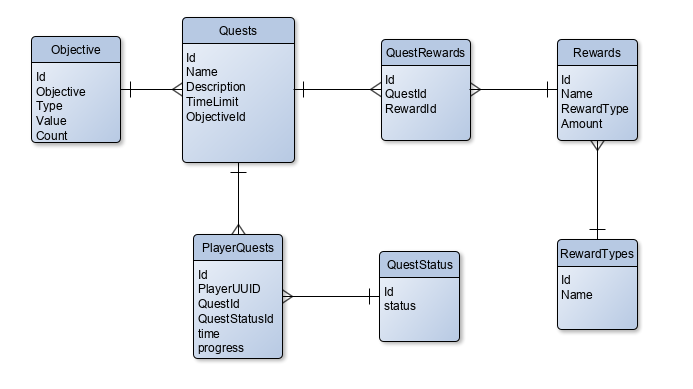 Objective
Id
Objective
Type
Value
Count
Quests
Id
Name
Description
TimeLimit
ObjectiveId
QuestRewards
Id
QuestId
RewardId
Rewards
Id
Name
RewardType
Amount
PlayerQuests
Id
PlayerUUID
QuestId
QuestStatusId
time
progress
QuestStatus
Id
status
RewardTypes
Id
Name